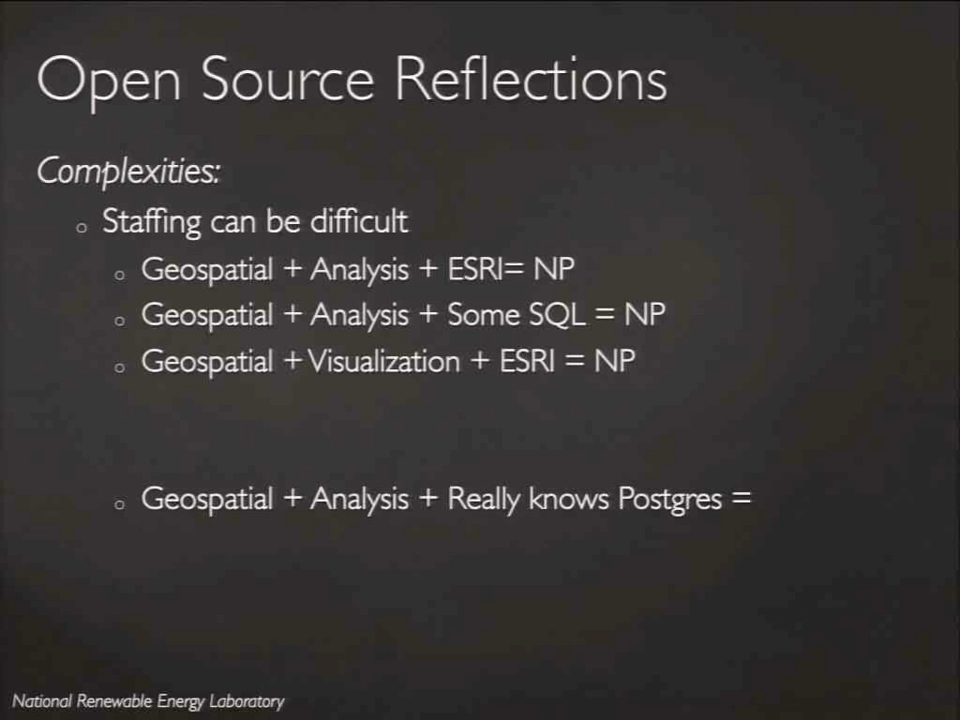 Open Source Reflections
Complexities:
Staffing can be difficult
Geospatial + Analysis + ESRI= NP
Geospatial + Analysis + Some SQL = NP
Geospatial + Visualization + ESRI = NP
Geospatial + Analysis + Really knows Postgres =
National Renewable Energy Laboratory